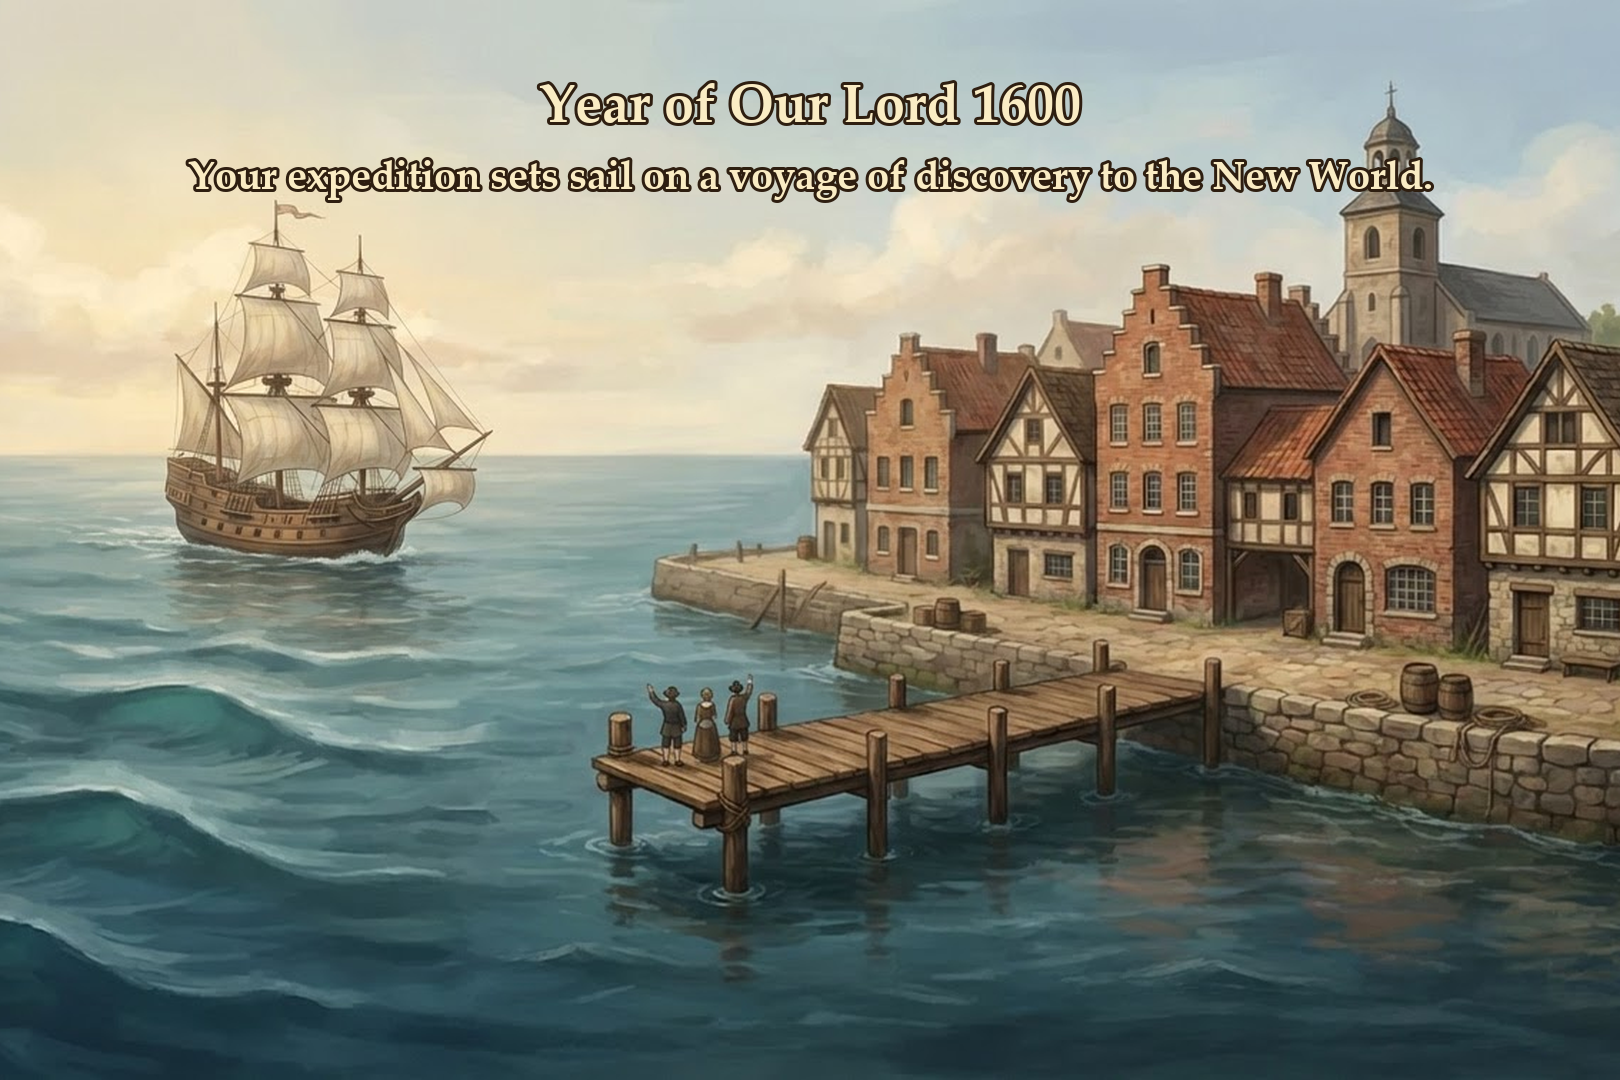 Year of Our Lord 1600
Your expedition sets sail on a voyage of discovery to the New World.